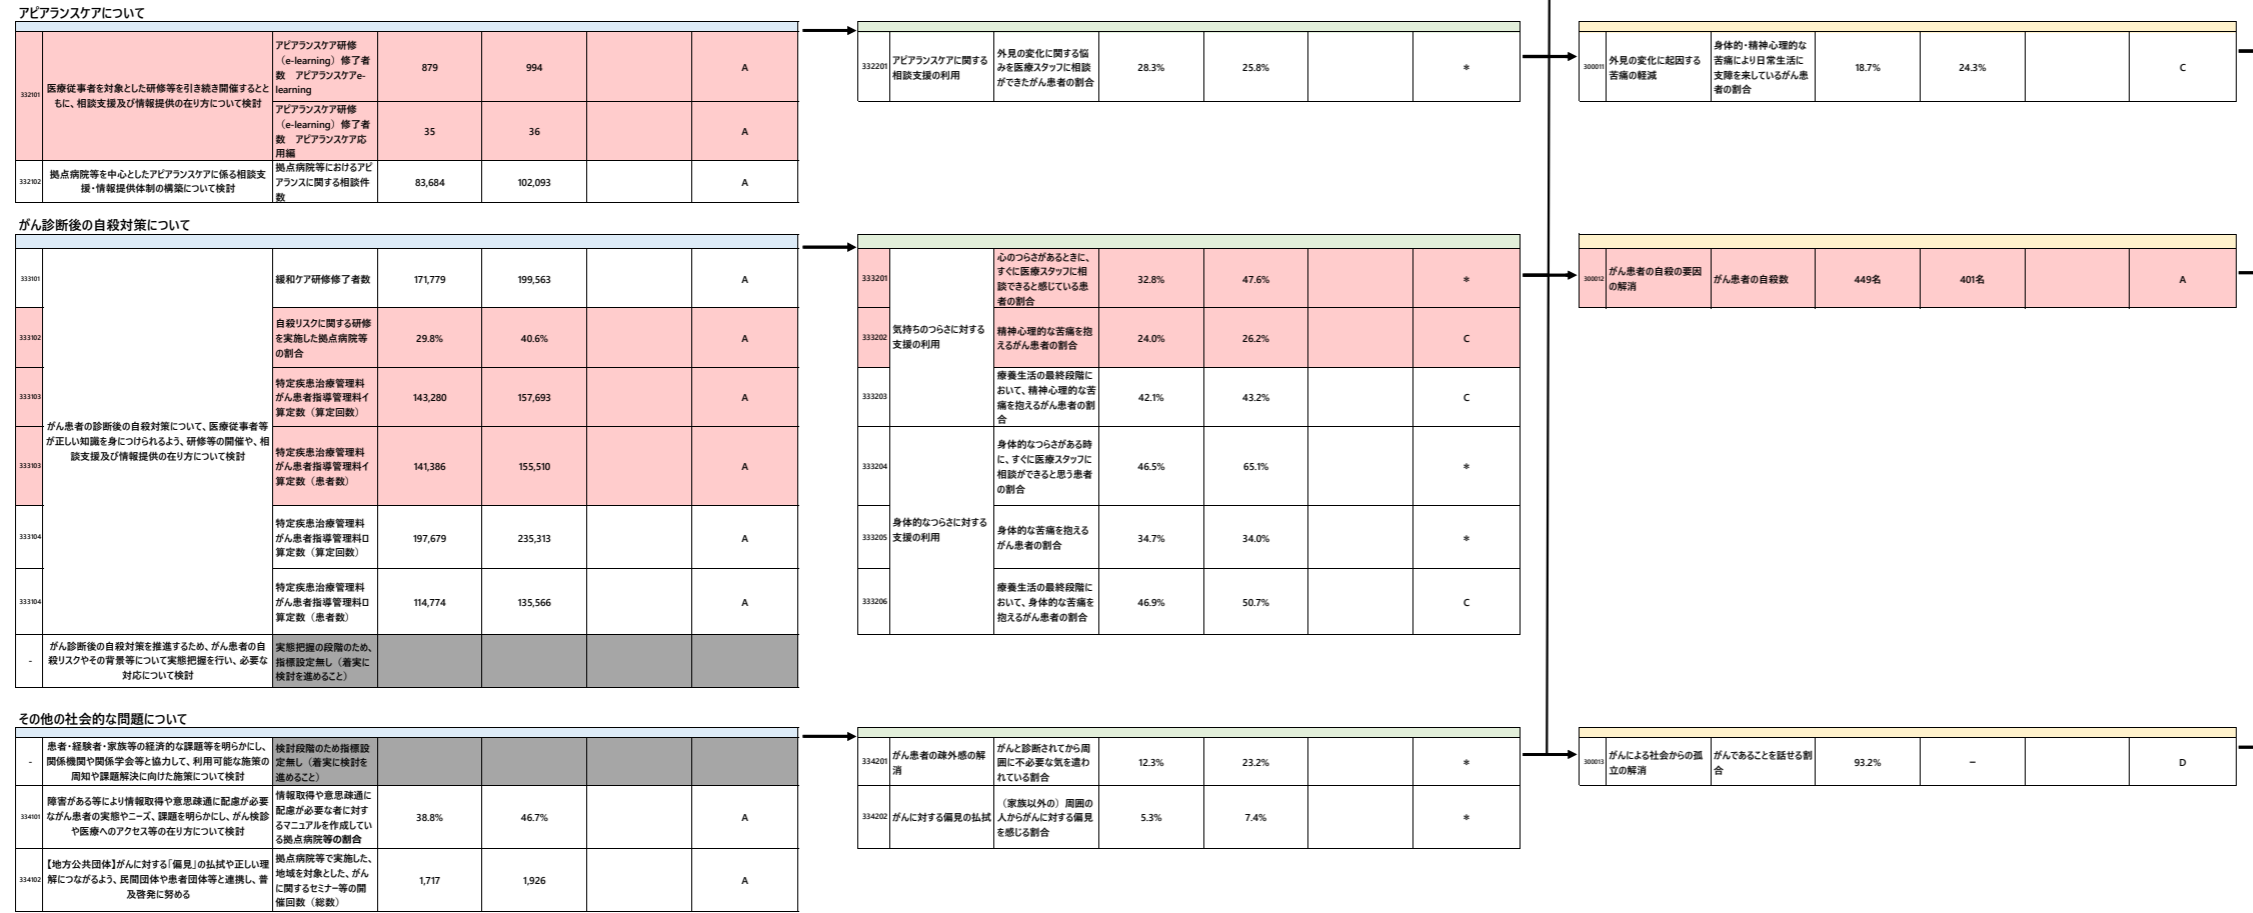 アピアランスケアについて
332101
医療従事者を対象とした研修等を引き続き開催するとと
もに、相談支援及び情報提供の在り方について検討
アピアランスケア研修
（e-learning）修了者
数　アピアランスケアe-
learning
879
994
A
アピアランスケア研修
（e-learning）修了者
数　アピアランスケア応
用編
35
36
A
332102
拠点病院等を中心としたアピアランスケアに係る相談支
援・情報提供体制の構築について検討
拠点病院等におけるアピ
アランスに関する相談件
数
83,684
102,093
A
332201
アピアランスケアに関する
相談支援の利用
外見の変化に関する悩
みを医療スタッフに相談
ができたがん患者の割合
28.3%
25.8%
*
300011
外見の変化に起因する
苦痛の軽減
身体的・精神心理的な
苦痛により日常生活に
支障を来しているがん患
者の割合
18.7%
24.3%
C
がん診断後の自殺対策について
333101
緩和ケア研修修了者数
171,779
199,563
A
333102
自殺リスクに関する研修
を実施した拠点病院等
の割合
29.8%
40.6%
A
333103
特定疾患治療管理料
がん患者指導管理料イ
算定数（算定回数）
143,280
157,693
A
がん患者の診断後の自殺対策について、医療従事者等
が正しい知識を身につけられるよう、研修等の開催や、相
談支援及び情報提供の在り方について検討
333103
特定疾患治療管理料
がん患者指導管理料イ
算定数（患者数）
141,386
155,510
A
333104
特定疾患治療管理料
がん患者指導管理料ロ
算定数（算定回数）
197,679
235,313
A
333104
特定疾患治療管理料
がん患者指導管理料ロ
算定数（患者数）
114,774
135,566
A
-
がん診断後の自殺対策を推進するため、がん患者の自
殺リスクやその背景等について実態把握を行い、必要な
対応について検討
実態把握の段階のため、
指標設定無し（着実に
検討を進めること）
333201
心のつらさがあるときに、
すぐに医療スタッフに相
談できると感じている患
者の割合
32.8%
47.6%
*
気持ちのつらさに対する
支援の利用
333202
精神心理的な苦痛を抱
えるがん患者の割合
24.0%
26.2%
C
333203
療養生活の最終段階に
おいて、精神心理的な苦
痛を抱えるがん患者の割
合
42.1%
43.2%
C
333204
身体的なつらさがある時
に、すぐに医療スタッフに
相談ができると思う患者
の割合
46.5%
65.1%
*
身体的なつらさに対する
支援の利用
333205
身体的な苦痛を抱える
がん患者の割合
34.7%
34.0%
*
333206
療養生活の最終段階に
おいて、身体的な苦痛を
抱えるがん患者の割合
46.9%
50.7%
C
300012
がん患者の自殺の要因
の解消
がん患者の自殺数
449名
401名
A
その他の社会的な問題について
-
患者・経験者・家族等の経済的な課題等を明らかにし、
関係機関や関係学会等と協力して、利用可能な施策の
周知や課題解決に向けた施策について検討
検討段階のため指標設
定無し（着実に検討を
進めること）
334101
障害がある等により情報取得や意思疎通に配慮が必要
ながん患者の実態やニーズ、課題を明らかにし、がん検診
や医療へのアクセス等の在り方について検討
情報取得や意思疎通に
配慮が必要な者に対す
るマニュアルを作成してい
る拠点病院等の割合
38.8%
46.7%
A
334102
【地方公共団体】がんに対する「偏見」の払拭や正しい理
解につながるよう、民間団体や患者団体等と連携し、普
及啓発に努める
拠点病院等で実施した、
地域を対象とした、がん
に関するセミナー等の開
催回数（総数）
1,717
1,926
A
334201
がん患者の疎外感の解
消
がんと診断されてから周
囲に不必要な気を遣わ
れている割合
12.3%
23.2%
*
334202
がんに対する偏見の払拭
（家族以外の）周囲の
人からがんに対する偏見
を感じる割合
5.3%
7.4%
*
300013
がんによる社会からの孤
立の解消
がんであることを話せる割
合
93.2%
－
D